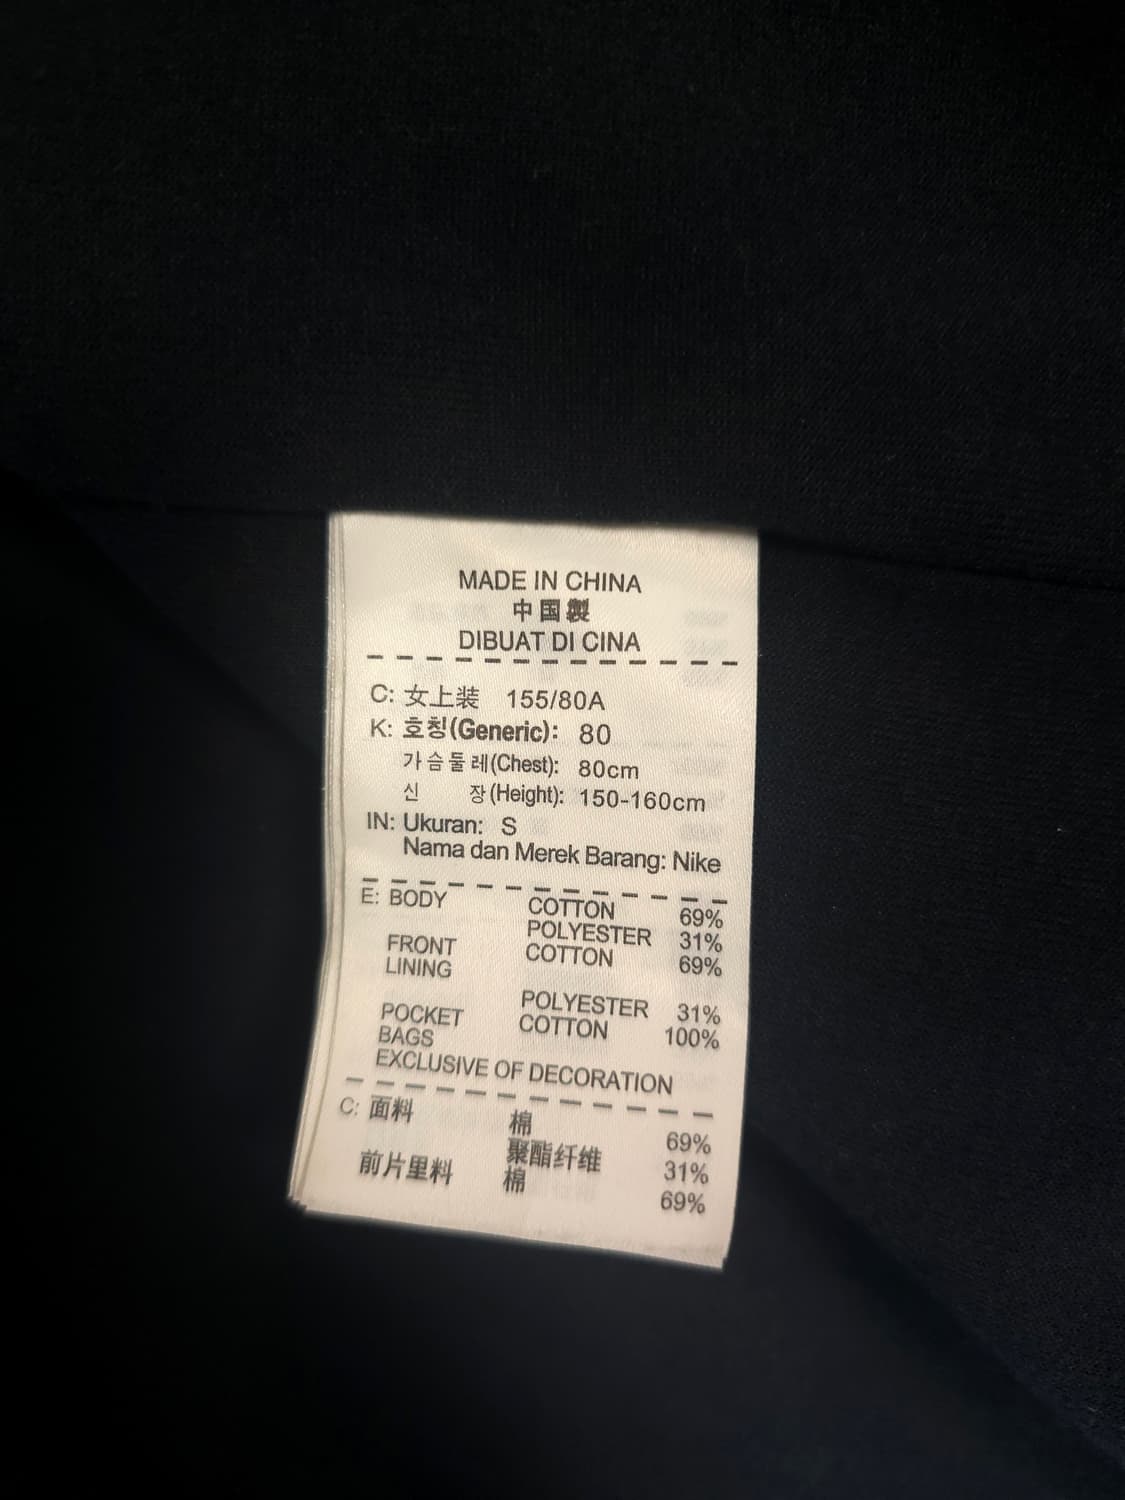 MADE IN CHINA
中国製
DIBUAT DI CINA
C: 女上装 155/80A
K: 호칭(Generic): 80
가슴둘레(Chest): 80cm
신 장(Height): 150-160cm
IN: Ukuran: S
Nama dan Merek Barang: Nike
E: BODY COTTON 69%
POLYESTER 31%
FRONT COTTON 69%
LINING
POLYESTER 31%
POCKET COTTON 100%
BAGS
EXCLUSIVE OF DECORATION
C: 面料 棉 69%
聚酯纤维 31%
前片里料 棉 69%